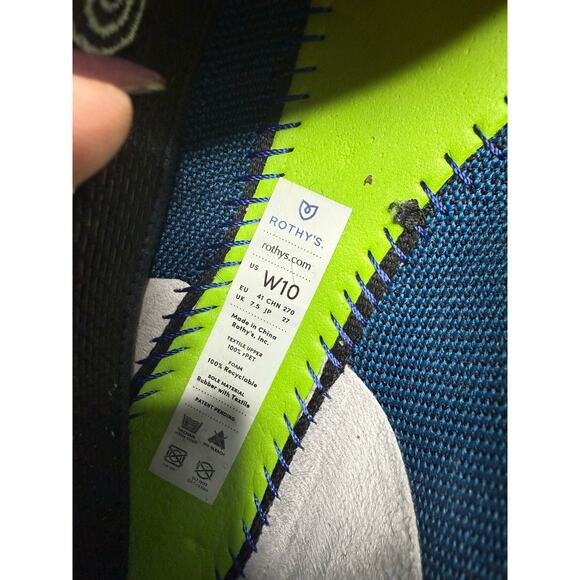 ROTHY'S.
rothys.com
US W10
EU 41 CHN 270
UK 7.5 JP 27
Made in China
Rothy's, Inc.
TEXTILE UPPER
100% rPET
FOAM
100% Recyclable
SOLE MATERIAL
Rubber with Textile
PATENT PENDING